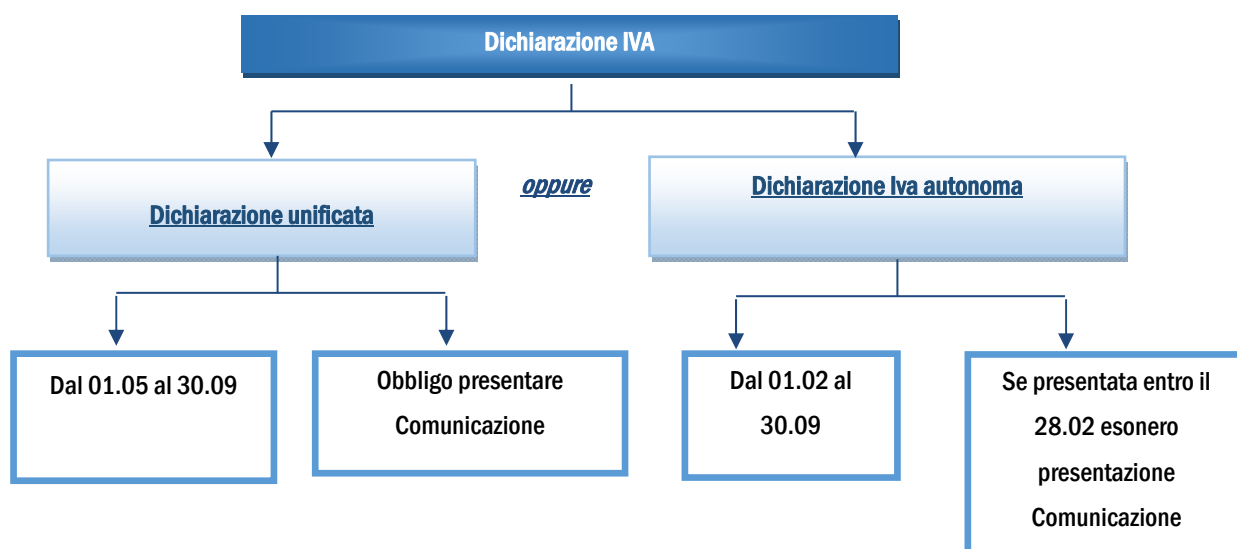 Dichiarazione IVA
Dichiarazione unificata
oppure
Dichiarazione Iva autonoma
Dal 01.05 al 30.09
Obbligo presentare
Comunicazione
Dal 01.02 al
30.09
Se presentata entro il
28.02 esonero
presentazione
Comunicazione